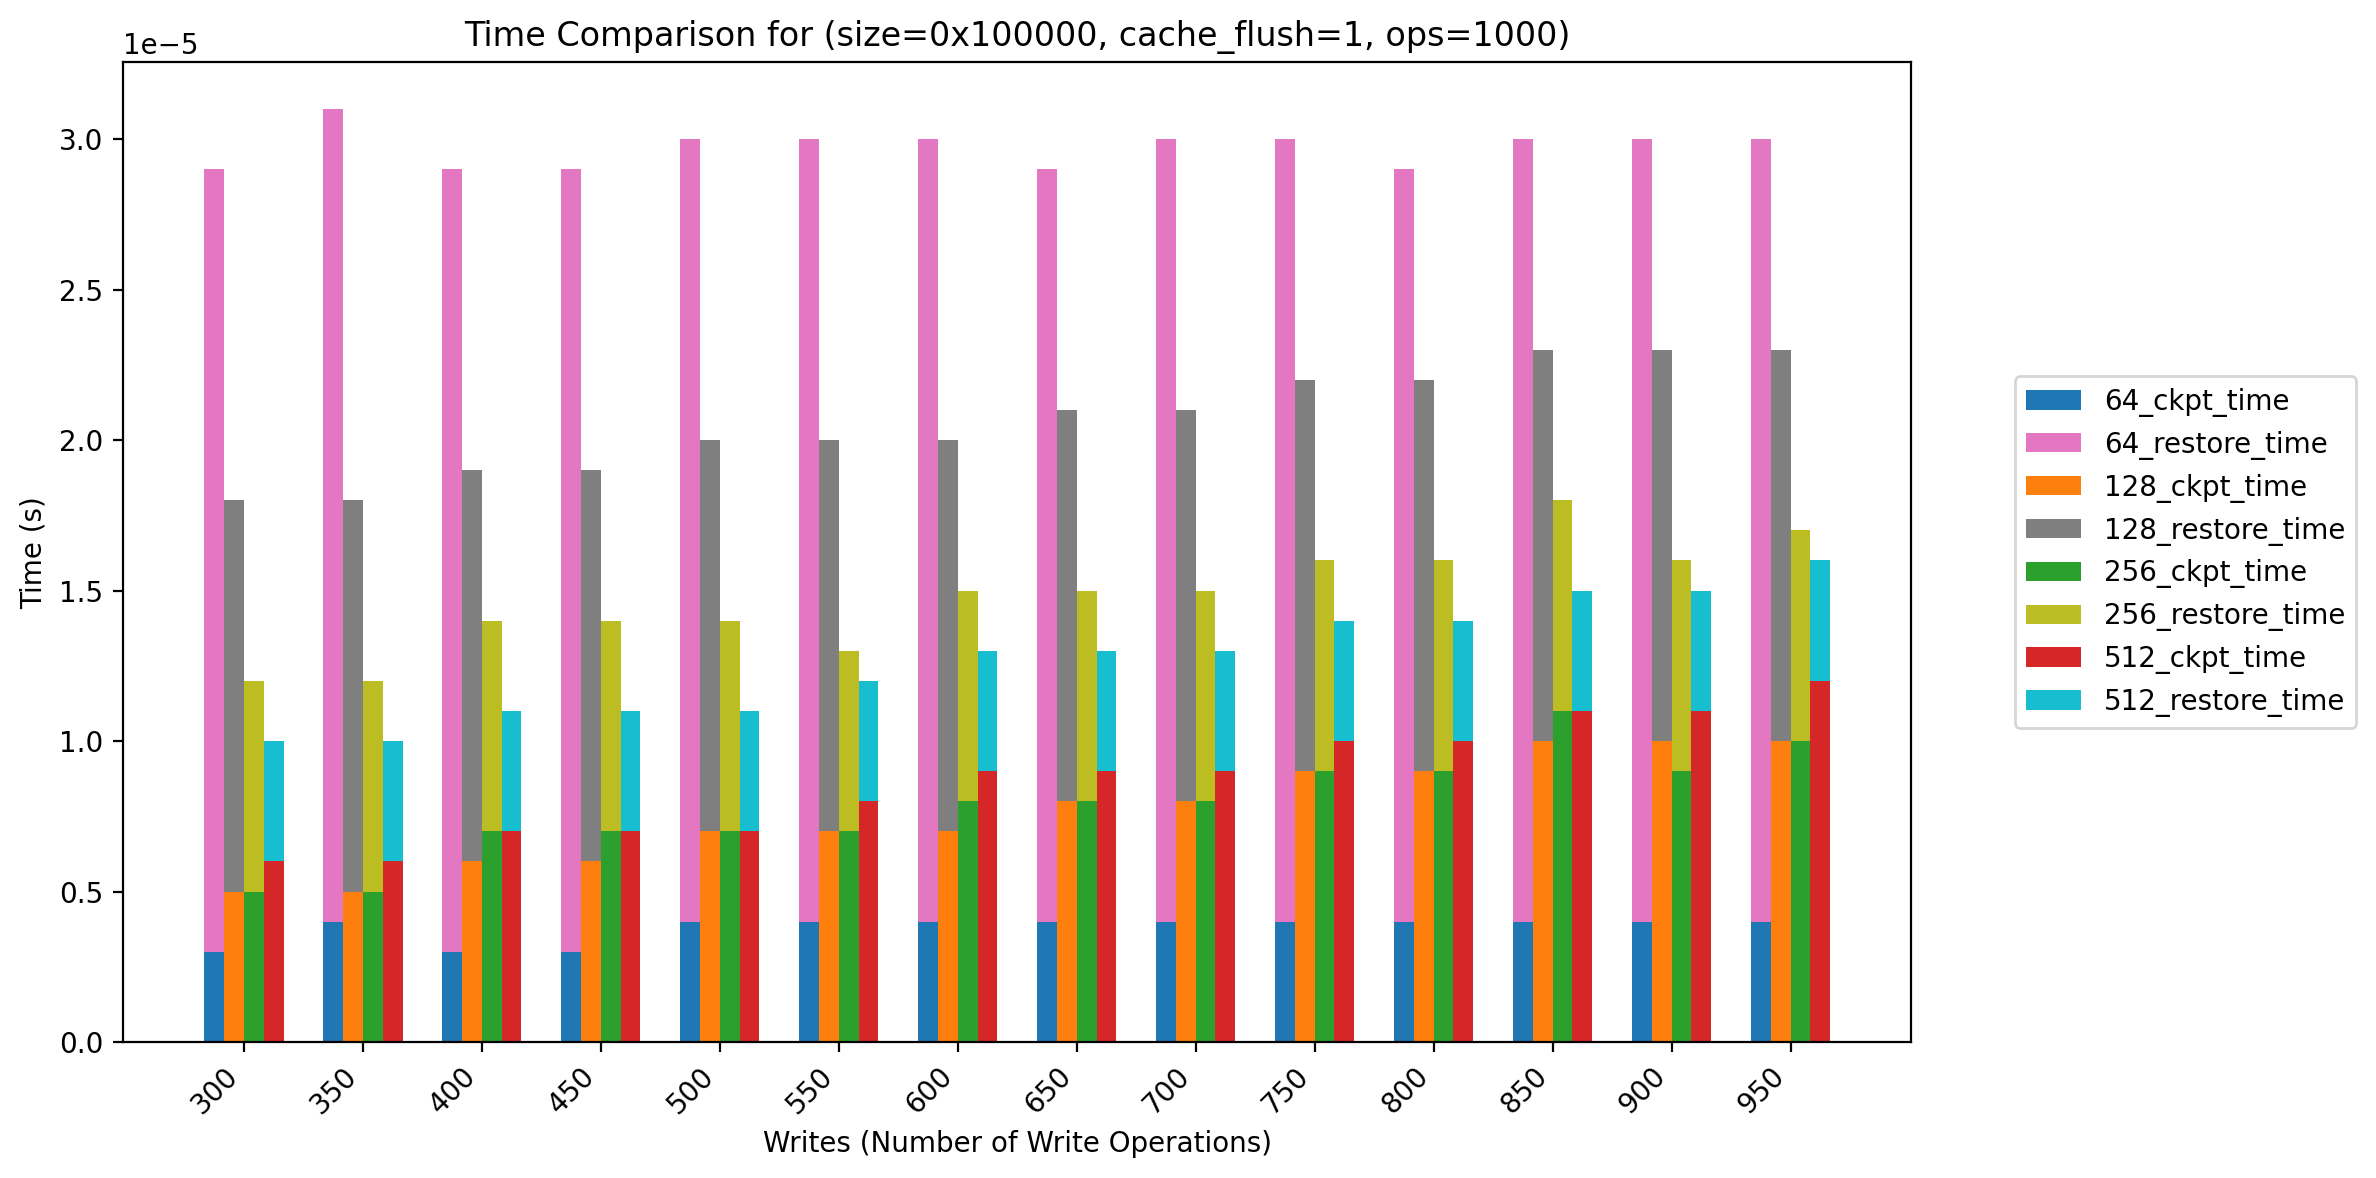 Time Comparison for (size=0x100000, cache_flush=1, ops=1000)
1e−5
3.0
2.5
2.0
1.5
1.0
0.5
0.0
Time (s)
300 350 400 450 500 550 600 650 700 750 800 850 900 950
Writes (Number of Write Operations)
64_ckpt_time
64_restore_time
128_ckpt_time
128_restore_time
256_ckpt_time
256_restore_time
512_ckpt_time
512_restore_time